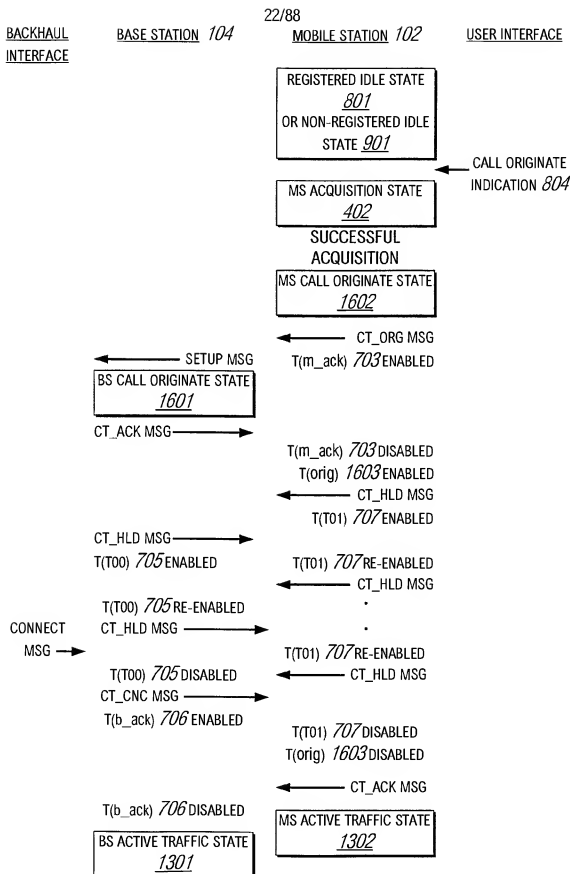 22/88
BACKHAUL INTERFACE
BASE STATION 104
MOBILE STATION 102
USER INTERFACE
REGISTERED IDLE STATE
801
OR NON-REGISTERED IDLE
STATE 901
CALL ORIGINATE
INDICATION 804
MS ACQUISITION STATE
402
SUCCESSFUL
ACQUISITION
MS CALL ORIGINATE STATE
1602
CT_ORG MSG
SETUP MSG
T(m_ack) 703 ENABLED
BS CALL ORIGINATE STATE
1601
CT_ACK MSG
T(m_ack) 703 DISABLED
T(orig) 1603 ENABLED
CT_HLD MSG
T(T01) 707 ENABLED
CT_HLD MSG
T(T00) 705 ENABLED
T(T01) 707 RE-ENABLED
CT_HLD MSG
T(T00) 705 RE-ENABLED
.
CONNECT
CT_HLD MSG
.
MSG
T(T01) 707 RE-ENABLED
T(T00) 705 DISABLED
CT_HLD MSG
CT_CNC MSG
T(b_ack) 706 ENABLED
T(T01) 707 DISABLED
T(orig) 1603 DISABLED
CT_ACK MSG
T(b_ack) 706 DISABLED
MS ACTIVE TRAFFIC STATE
1302
BS ACTIVE TRAFFIC STATE
1301